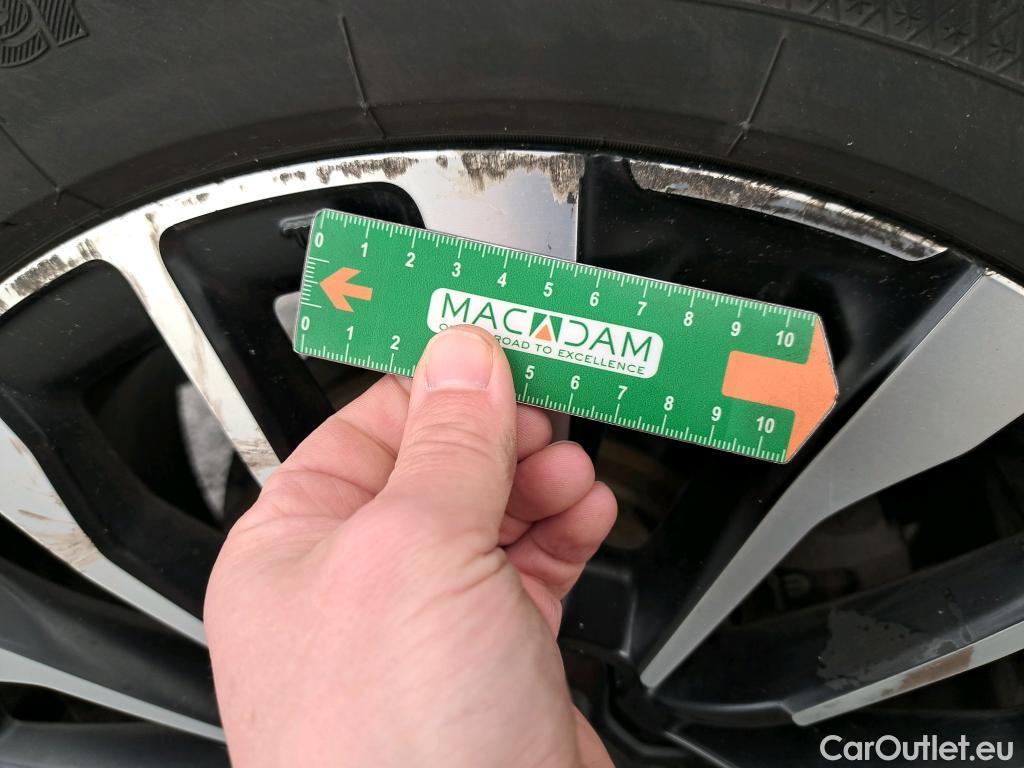 0 1 2 3 4 5 6 7 8 9 10
MACADAM
ROAD TO EXCELLENCE
0 1 2 5 6 7 8 9 10
CarOutlet.eu